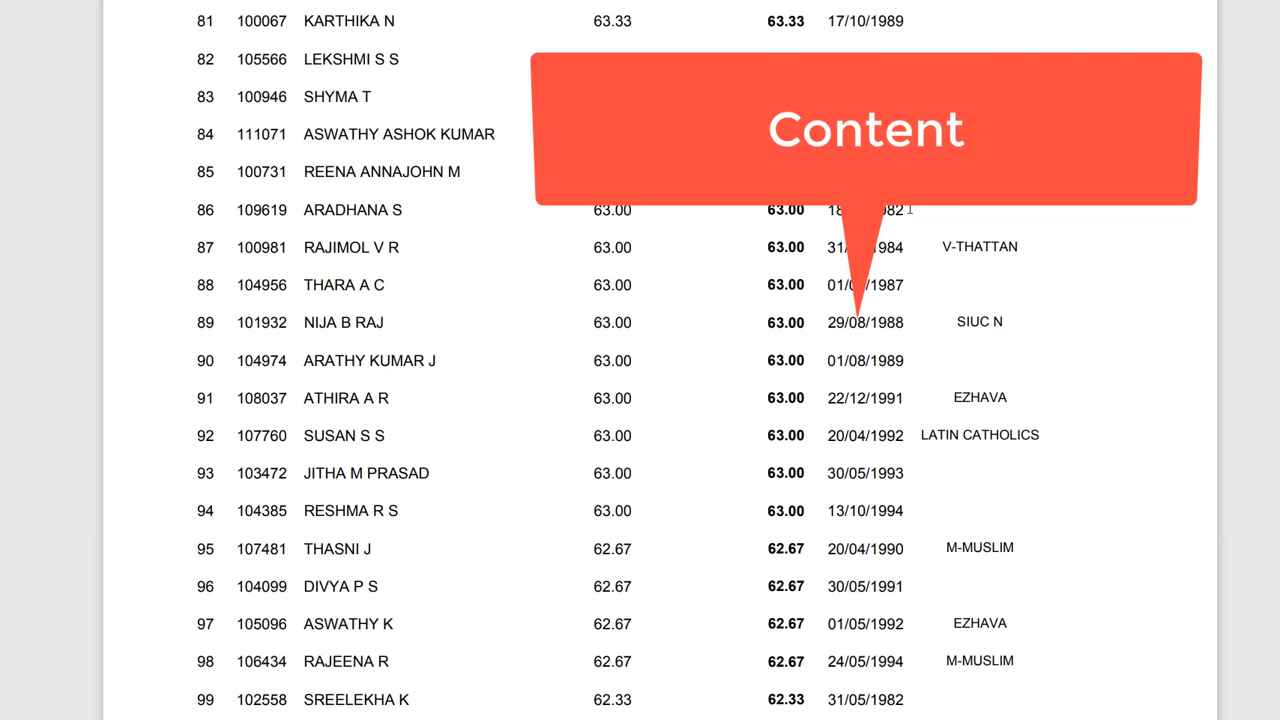 81 100067 KARTHIKA N 63.33 63.33 17/10/1989
82 105566 LEKSHMI S S
83 100946 SHYMA T
Content
84 111071 ASWATHY ASHOK KUMAR
85 100731 REENA ANNAJOHN M
86 109619 ARADHANA S 63.00 63.00
87 100981 RAJIMOL V R 63.00 63.00 V-THATTAN
88 104956 THARA A C 63.00 63.00
89 101932 NIJA B RAJ 63.00 63.00 29/08/1988 SIUC N
90 104974 ARATHY KUMAR J 63.00 63.00 01/08/1989
91 108037 ATHIRA A R 63.00 63.00 22/12/1991 EZHAVA
92 107760 SUSAN S S 63.00 63.00 20/04/1992 LATIN CATHOLICS
93 103472 JITHA M PRASAD 63.00 63.00 30/05/1993
94 104385 RESHMA R S 63.00 63.00 13/10/1994
95 107481 THASNI J 62.67 62.67 20/04/1990 M-MUSLIM
96 104099 DIVYA P S 62.67 62.67 30/05/1991
97 105096 ASWATHY K 62.67 62.67 01/05/1992 EZHAVA
98 106434 RAJEENA R 62.67 62.67 24/05/1994 M-MUSLIM
99 102558 SREELEKHA K 62.33 62.33 31/05/1982